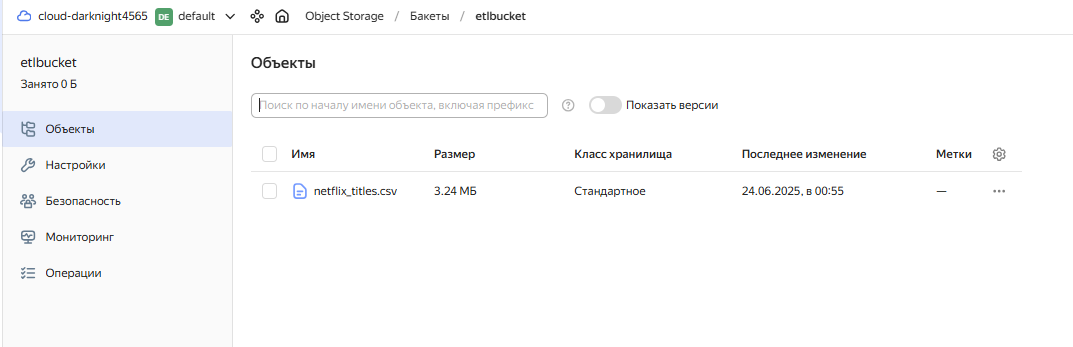 cloud-darknight4565 DE default Object Storage / Бакеты / etlbucket
etlbucket
Занято 0 Б
Объекты
Настройки
Безопасность
Мониторинг
Операции
Объекты
Поиск по началу имени объекта, включая префикс ? Показать версии
Имя Размер Класс хранилища Последнее изменение Метки
netflix_titles.csv 3.24 МБ Стандартное 24.06.2025, в 00:55 —